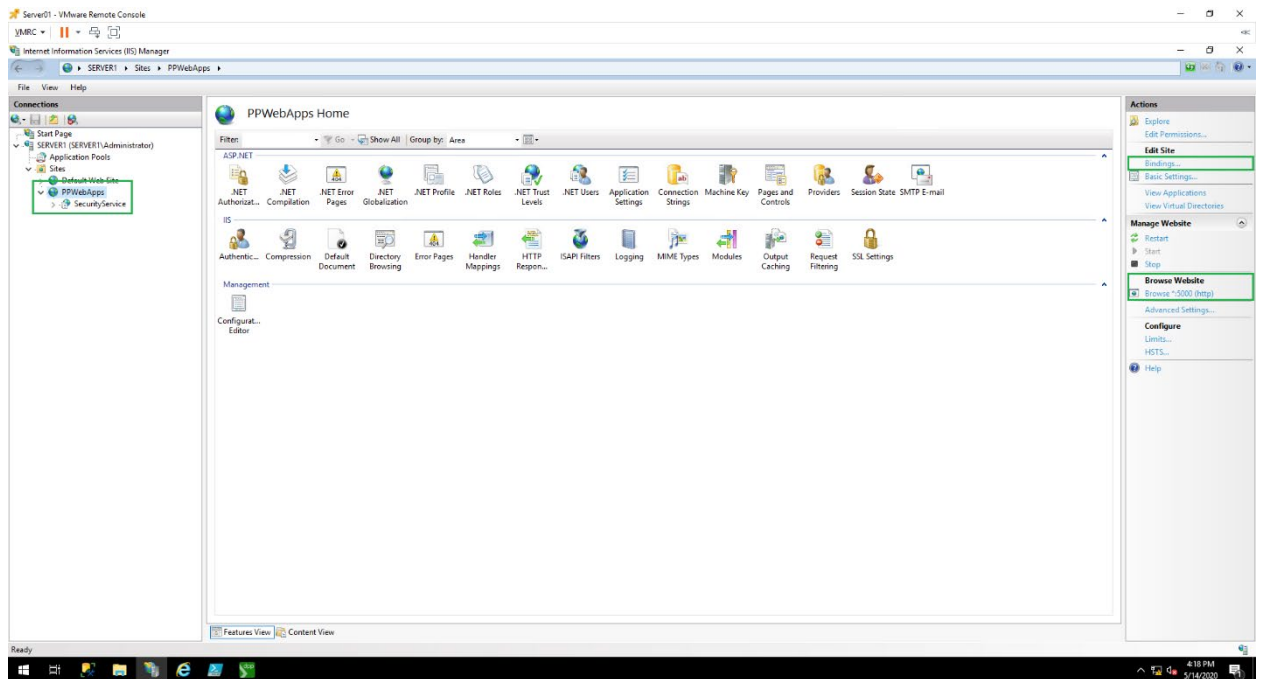 Server01 - VMware Remote Console
VMRC
Internet Information Services (IIS) Manager
SERVER1 Sites PPWebApps
File View Help
Connections
Start Page
SERVER1 (SERVER1\Administrator)
Application Pools
Sites
Default Web Site
PPWebApps
SecurityService
PPWebApps Home
Filter: Go Show All Group by: Area
ASP.NET
.NET Authorizat...
.NET Compilation
.NET Error Pages
.NET Globalization
.NET Profile
.NET Roles
.NET Trust Levels
.NET Users
Application Settings
Connection Strings
Machine Key
Pages and Controls
Providers
Session State
SMTP E-mail
IIS
Authentic...
Compression
Default Document
Directory Browsing
Error Pages
Handler Mappings
HTTP Respon...
ISAPI Filters
Logging
MIME Types
Modules
Output Caching
Request Filtering
SSL Settings
Management
Configurat... Editor
Features View Content View
Actions
Explore
Edit Permissions...
Edit Site
Bindings...
Basic Settings...
View Applications
View Virtual Directories
Manage Website
Restart
Start
Stop
Browse Website
Browse *:5000 (http)
Advanced Settings...
Configure
Limits...
HSTS...
Help
Ready
4:18 PM
5/14/2020